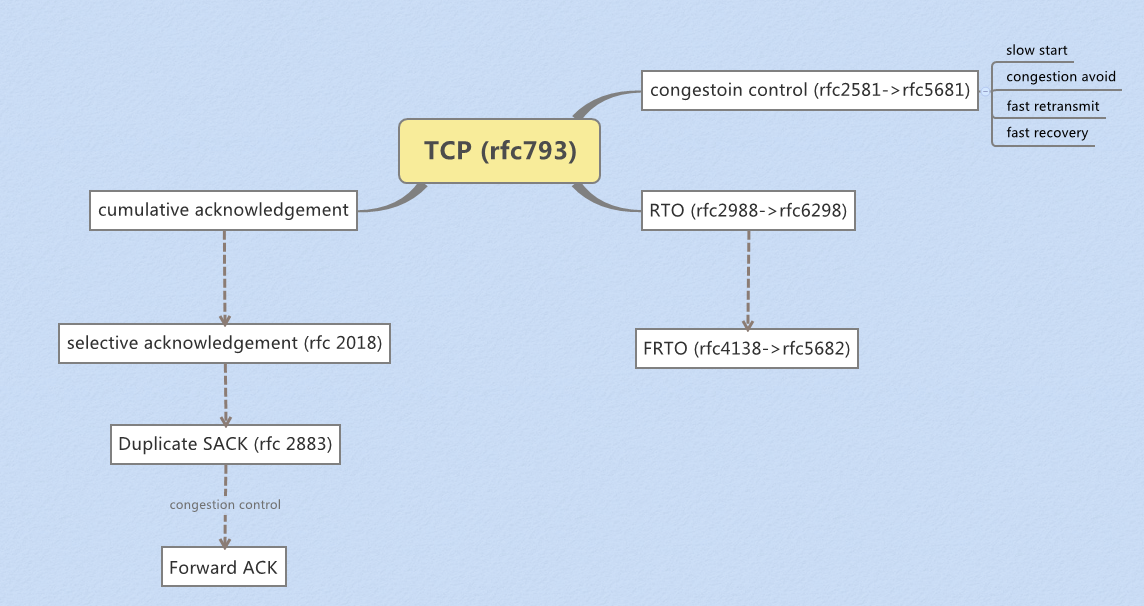 slow start
congestion avoid
congestoin control (rfc2581->rfc5681)
fast retransmit
fast recovery
TCP (rfc793)
cumulative acknowledgement
RTO (rfc2988->rfc6298)
selective acknowledgement (rfc 2018)
FRTO (rfc4138->rfc5682)
Duplicate SACK (rfc 2883)
congestion control
Forward ACK